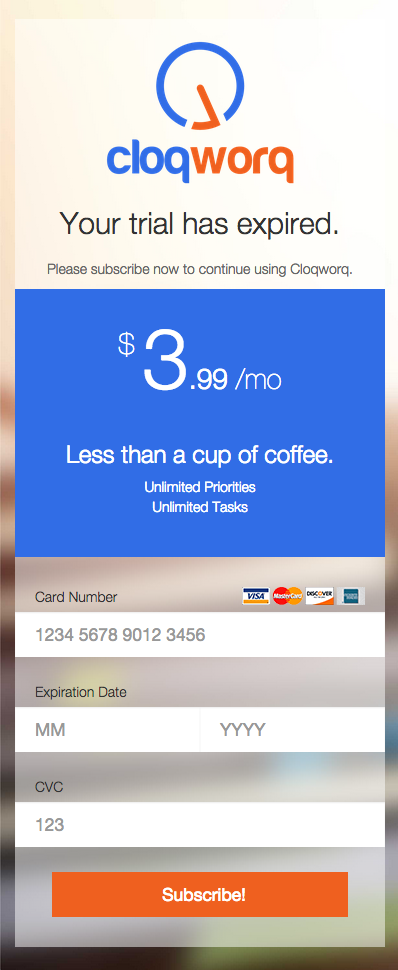 cloqworq
Your trial has expired.
Please subscribe now to continue using Cloqworq.
$3.99 /mo
Less than a cup of coffee.
Unlimited Priorities
Unlimited Tasks
Card Number VISA MasterCard DISCOVER
1234 5678 9012 3456
Expiration Date
MM YYYY
CVC
123
Subscribe!